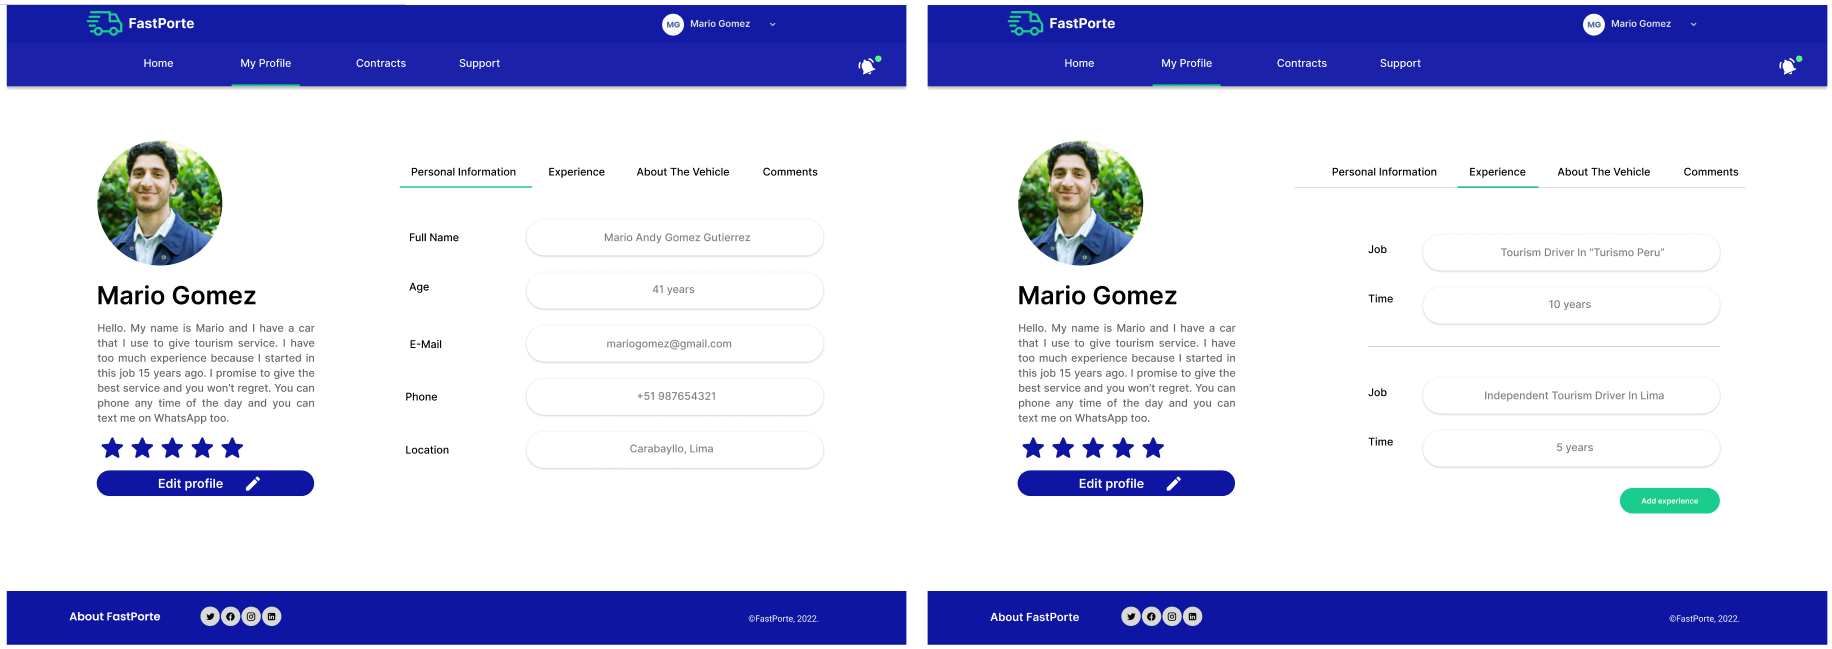 FastPorte
MG Mario Gomez
Home My Profile Contracts Support
Mario Gomez
Hello. My name is Mario and I have a car
that I use to give tourism service. I have
too much experience because I started in
this job 15 years ago. I promise to give the
best service and you won't regret. You can
phone any time of the day and you can
text me on WhatsApp too.
Edit profile
Personal Information Experience About The Vehicle Comments
Full Name Mario Andy Gomez Gutierrez
Age 41 years
E-Mail mariogomez@gmail.com
Phone +51 987654321
Location Carabayllo, Lima
About FastPorte
©FastPorte, 2022.
FastPorte
MG Mario Gomez
Home My Profile Contracts Support
Mario Gomez
Hello. My name is Mario and I have a car
that I use to give tourism service. I have
too much experience because I started in
this job 15 years ago. I promise to give the
best service and you won't regret. You can
phone any time of the day and you can
text me on WhatsApp too.
Edit profile
Personal Information Experience About The Vehicle Comments
Job Tourism Driver In “Turismo Peru”
Time 10 years
Job Independent Tourism Driver In Lima
Time 5 years
Add experience
About FastPorte
©FastPorte, 2022.